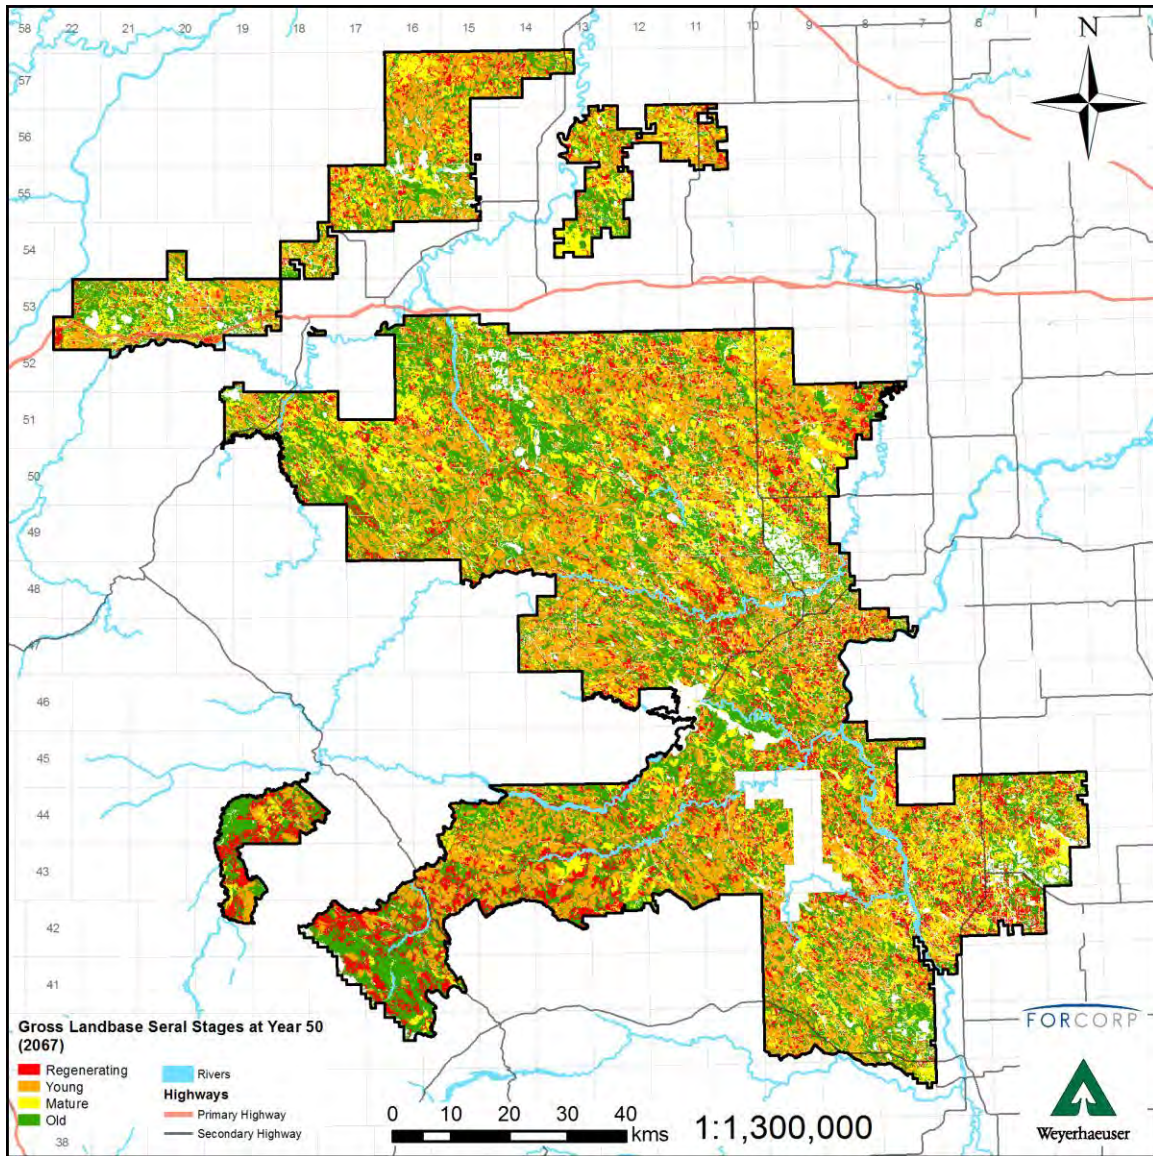 58 22 21 20 19 18 17 16 15 14 13 12 11 10 9 8 7 6
N
57
56
55
54
53
52
51
50
49
48
47
46
45
44
43
42
41
Gross Landbase Seral Stages at Year 50
(2067)
Regenerating
Young
Mature
Old
Rivers
Highways
Primary Highway
Secondary Highway
38
0 10 20 30 40
kms
1:1,300,000
FORCORP
Weyerhaeuser